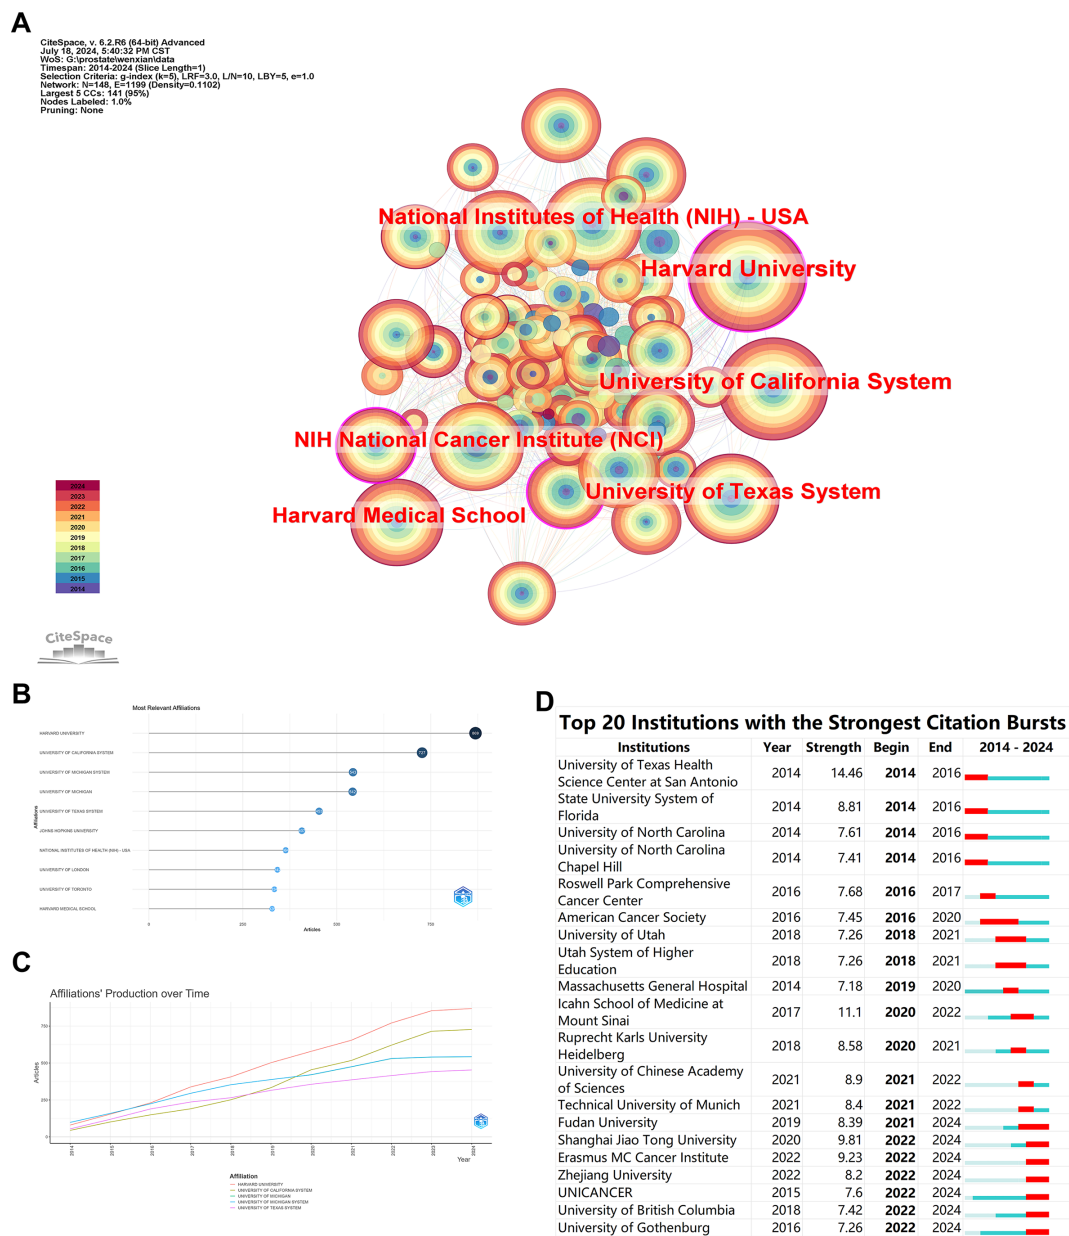 A
CiteSpace, v. 6.2.R6 (64-bit) Advanced
July 18, 2024, 5:40:32 PM CST
WoS: G:\prostate\wenxian\data
Timespan: 2014-2024 (Slice Length=1)
Selection Criteria: g-index (k=5), LRF=3.0, L/N=10, LBY=5, e=1.0
Network: N=148, E=1199 (Density=0.1102)
Largest 5 CCs: 141 (95%)
Nodes Labeled: 1.0%
Pruning: None
National Institutes of Health (NIH) - USA
Harvard University
University of California System
NIH National Cancer Institute (NCI)
University of Texas System
Harvard Medical School
2024
2023
2022
2021
2020
2019
2018
2017
2016
2015
2014
CiteSpace
B
Most Relevant Affiliations
HARVARD UNIVERSITY
UNIVERSITY OF CALIFORNIA SYSTEM
727
UNIVERSITY OF MICHIGAN SYSTEM
UNIVERSITY OF MICHIGAN
UNIVERSITY OF TEXAS SYSTEM
JOHNS HOPKINS UNIVERSITY
NATIONAL INSTITUTES OF HEALTH (NIH) - USA
UNIVERSITY OF LONDON
UNIVERSITY OF TORONTO
HARVARD MEDICAL SCHOOL
Affiliations
0 250 500 750
Articles
C
Affiliations' Production over Time
Articles
750
500
250
0
2014 2015 2016 2017 2018 2019 2020 2021 2022 2023 2024
Year
Affiliation
HARVARD UNIVERSITY
UNIVERSITY OF CALIFORNIA SYSTEM
UNIVERSITY OF MICHIGAN
UNIVERSITY OF MICHIGAN SYSTEM
UNIVERSITY OF TEXAS SYSTEM
D
Top 20 Institutions with the Strongest Citation Bursts
Institutions Year Strength Begin End 2014 - 2024
University of Texas Health
Science Center at San Antonio 2014 14.46 2014 2016
State University System of
Florida 2014 8.81 2014 2016
University of North Carolina 2014 7.61 2014 2016
University of North Carolina
Chapel Hill 2014 7.41 2014 2016
Roswell Park Comprehensive
Cancer Center 2016 7.68 2016 2017
American Cancer Society 2016 7.45 2016 2020
University of Utah 2018 7.26 2018 2021
Utah System of Higher
Education 2018 7.26 2018 2021
Massachusetts General Hospital 2014 7.18 2019 2020
Icahn School of Medicine at
Mount Sinai 2017 11.1 2020 2022
Ruprecht Karls University
Heidelberg 2018 8.58 2020 2021
University of Chinese Academy
of Sciences 2021 8.9 2021 2022
Technical University of Munich 2021 8.4 2021 2022
Fudan University 2019 8.39 2021 2024
Shanghai Jiao Tong University 2020 9.81 2022 2024
Erasmus MC Cancer Institute 2022 9.23 2022 2024
Zhejiang University 2022 8.2 2022 2024
UNICANCER 2015 7.6 2022 2024
University of British Columbia 2018 7.42 2022 2024
University of Gothenburg 2016 7.26 2022 2024